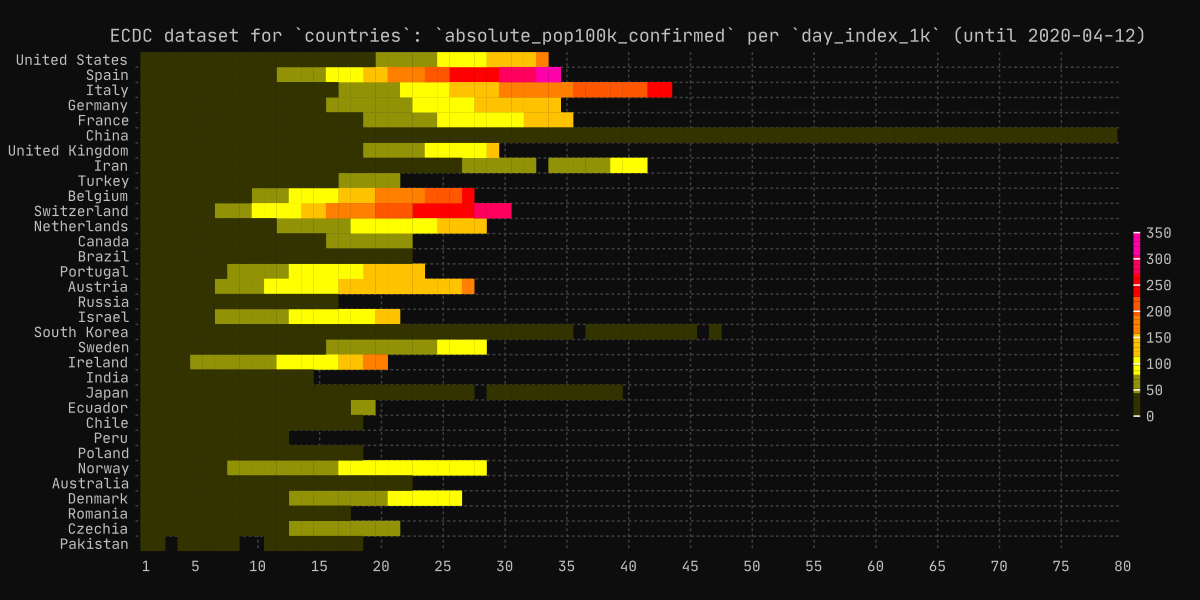 ECDC dataset for `countries`: `absolute_pop100k_confirmed` per `day_index_1k` (until 2020-04-12)
United States
Spain
Italy
Germany
France
China
United Kingdom
Iran
Turkey
Belgium
Switzerland
Netherlands
Canada
Brazil
Portugal
Austria
Russia
Israel
South Korea
Sweden
Ireland
India
Japan
Ecuador
Chile
Peru
Poland
Norway
Australia
Denmark
Romania
Czechia
Pakistan
1 5 10 15 20 25 30 35 40 45 50 55 60 65 70 75 80
350
300
250
200
150
100
50
0